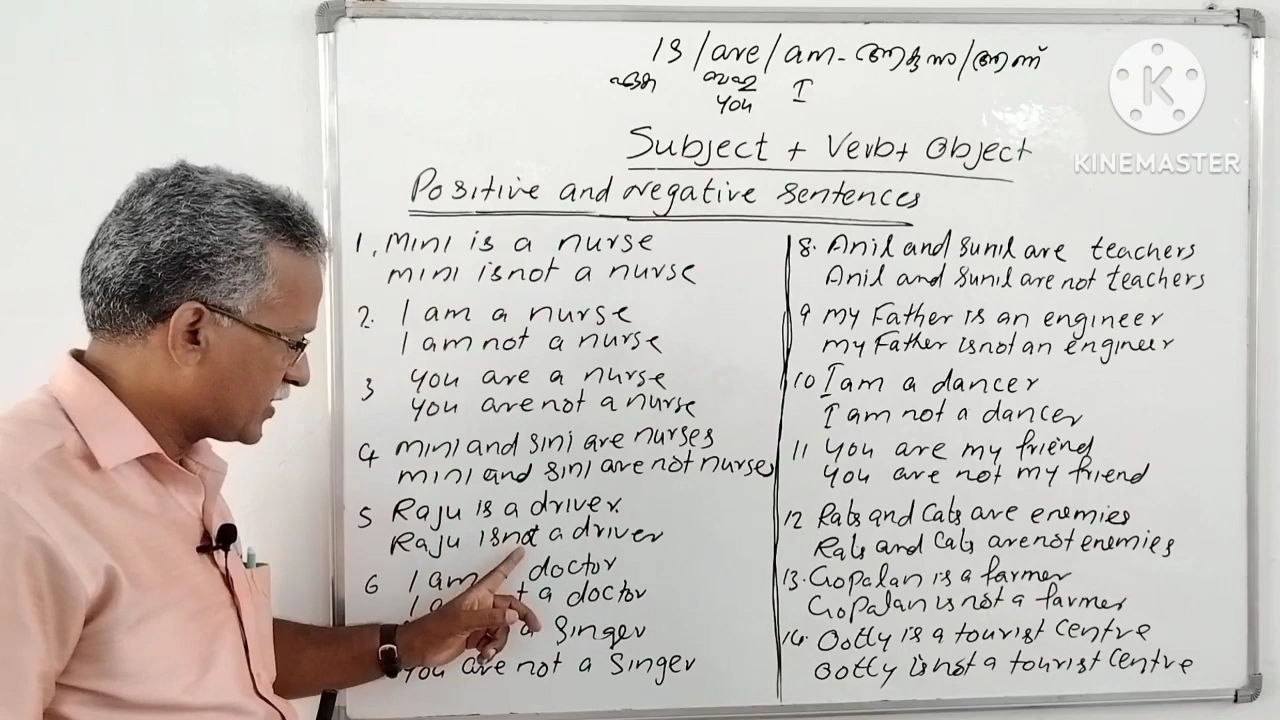 is / are / am - ആകുന്നു / ആണ്
ഏക ബഹു I
You
KINEMASTER
Subject + Verb + Object
Positive and negative sentences
1. Mini is a nurse
mini is not a nurse
2. I am a nurse
I am not a nurse
3 You are a nurse
You are not a nurse
4 Mini and Sini are nurses
mini and sini are not nurses
5 Raju is a driver.
Raju is not a driver
6 I am doctor
I a doctor
a Singer
You are not a Singer
8. Anil and Sunil are teachers
Anil and Sunil are not teachers
9 my Father is an engineer
my Father is not an engineer
10 I am a dancer
I am not a dancer
11 You are my friend
You are not my friend
12 Rats and Cats are enemies
Rats and Cats are not enemies
13. Gopalan is a farmer
Gopalan is not a farmer
14. Ootty is a tourist centre
Ootty is not a tourist centre